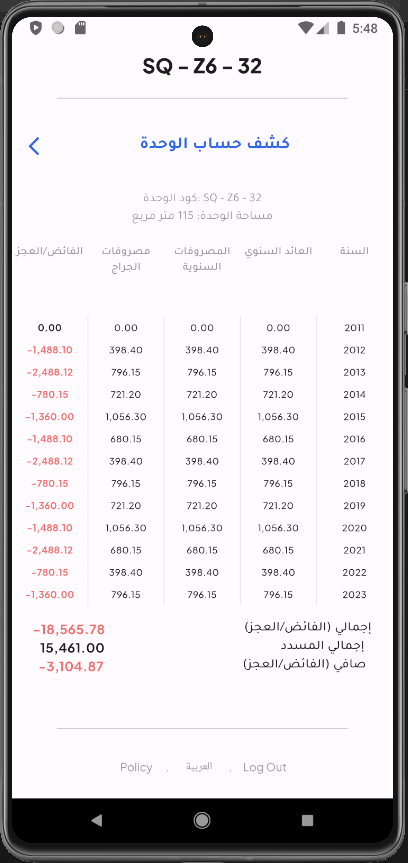 5:48
SQ - Z6 - 32
كشف حساب الوحدة
كود الوحدة: SQ - Z6 - 32
مساحة الوحدة: 115 متر مربع
السنة العائد السنوي المصروفات السنوية مصروفات الجراج الفائض/العجز
2011 0.00 0.00 0.00 0.00
2012 398.40 398.40 398.40 -1,488.10
2013 796.15 796.15 796.15 -2,488.12
2014 721.20 721.20 721.20 -780.15
2015 1,056.30 1,056.30 1,056.30 -1,360.00
2016 680.15 680.15 680.15 -1,488.10
2017 398.40 398.40 398.40 -2,488.12
2018 796.15 796.15 796.15 -780.15
2019 721.20 721.20 721.20 -1,360.00
2020 1,056.30 1,056.30 1,056.30 -1,488.10
2021 680.15 680.15 680.15 -2,488.12
2022 398.40 398.40 398.40 -780.15
2023 796.15 796.15 796.15 -1,360.00
إجمالي (الفائض/العجز) -18,565.78
إجمالي المسدد 15,461.00
صافي (الفائض/العجز) -3,104.87
Policy . العربية . Log Out